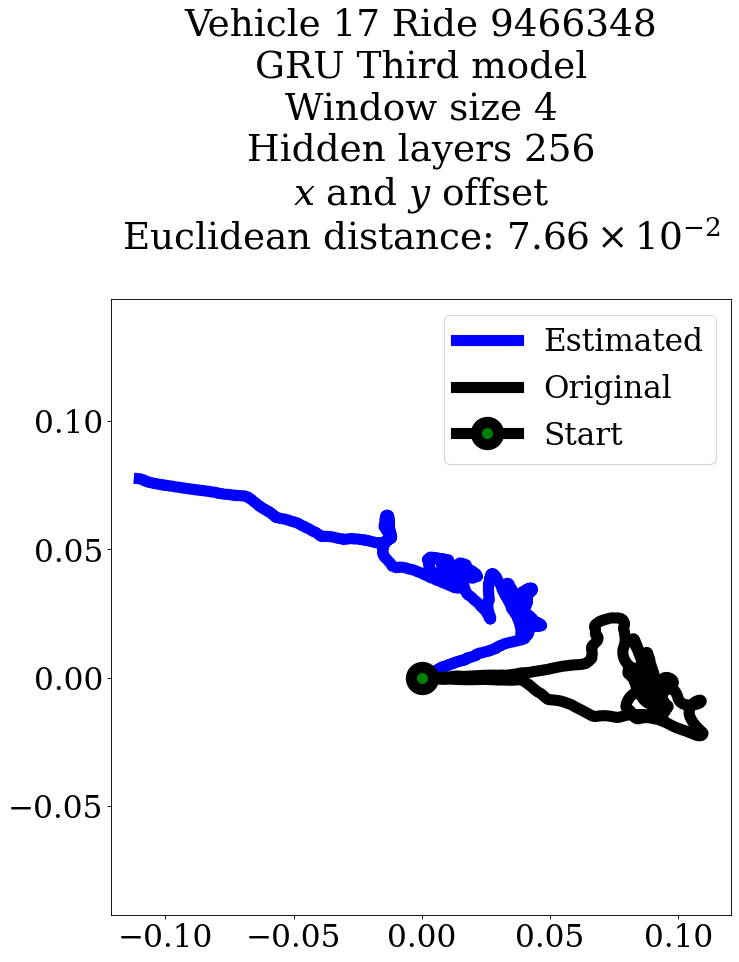 Vehicle 17 Ride 9466348
GRU Third model
Window size 4
Hidden layers 256
x and y offset
Euclidean distance: 7.66 × 10⁻²
Estimated
Original
Start
0.10
0.05
0.00
−0.05
−0.10 −0.05 0.00 0.05 0.10